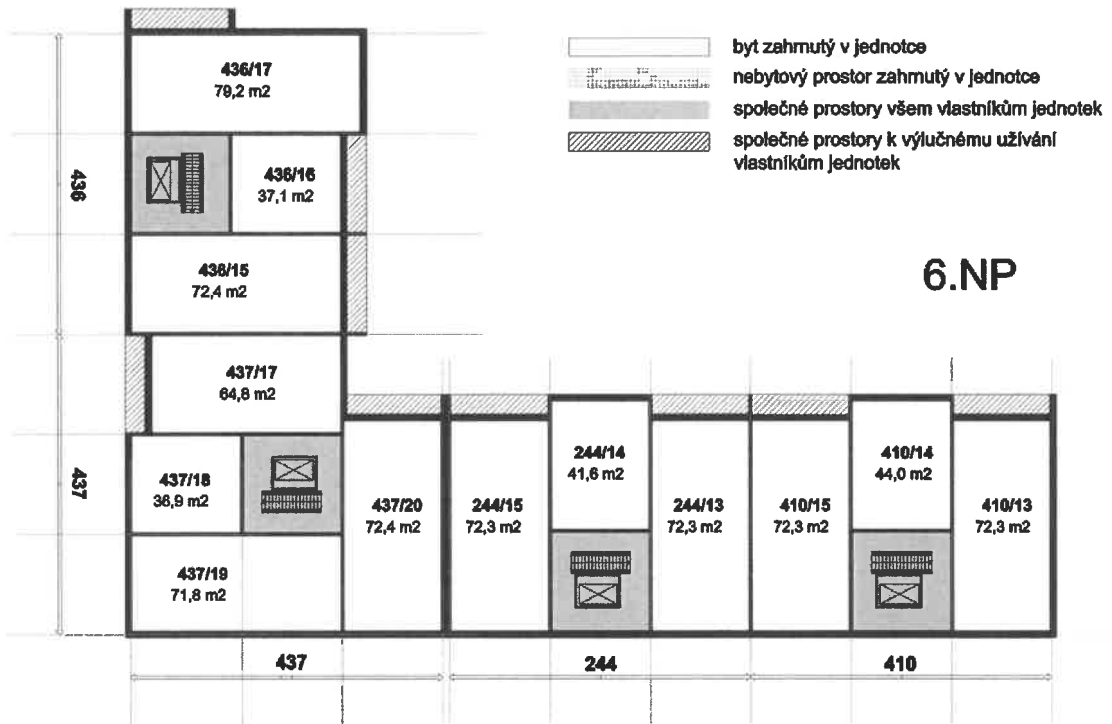 byt zahrnutý v jednotce
nebytový prostor zahrnutý v jednotce
společné prostory všem vlastníkům jednotek
společné prostory k výlučnému užívání
vlastníkům jednotek
6.NP
436/17
79,2 m2
436/16
37,1 m2
436
436/15
72,4 m2
437/17
64,8 m2
437
437/18
36,9 m2
437/19
71,8 m2
437/20
72,4 m2
244/15
72,3 m2
244/14
41,6 m2
244/13
72,3 m2
410/15
72,3 m2
410/14
44,0 m2
410/13
72,3 m2
437
244
410